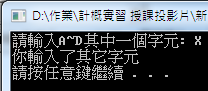 D:\作業\計概實習 授課投影片\新
請輸入A~D其中一個字元: X
你輸入了其它字元
請按任意鍵繼續 . . .